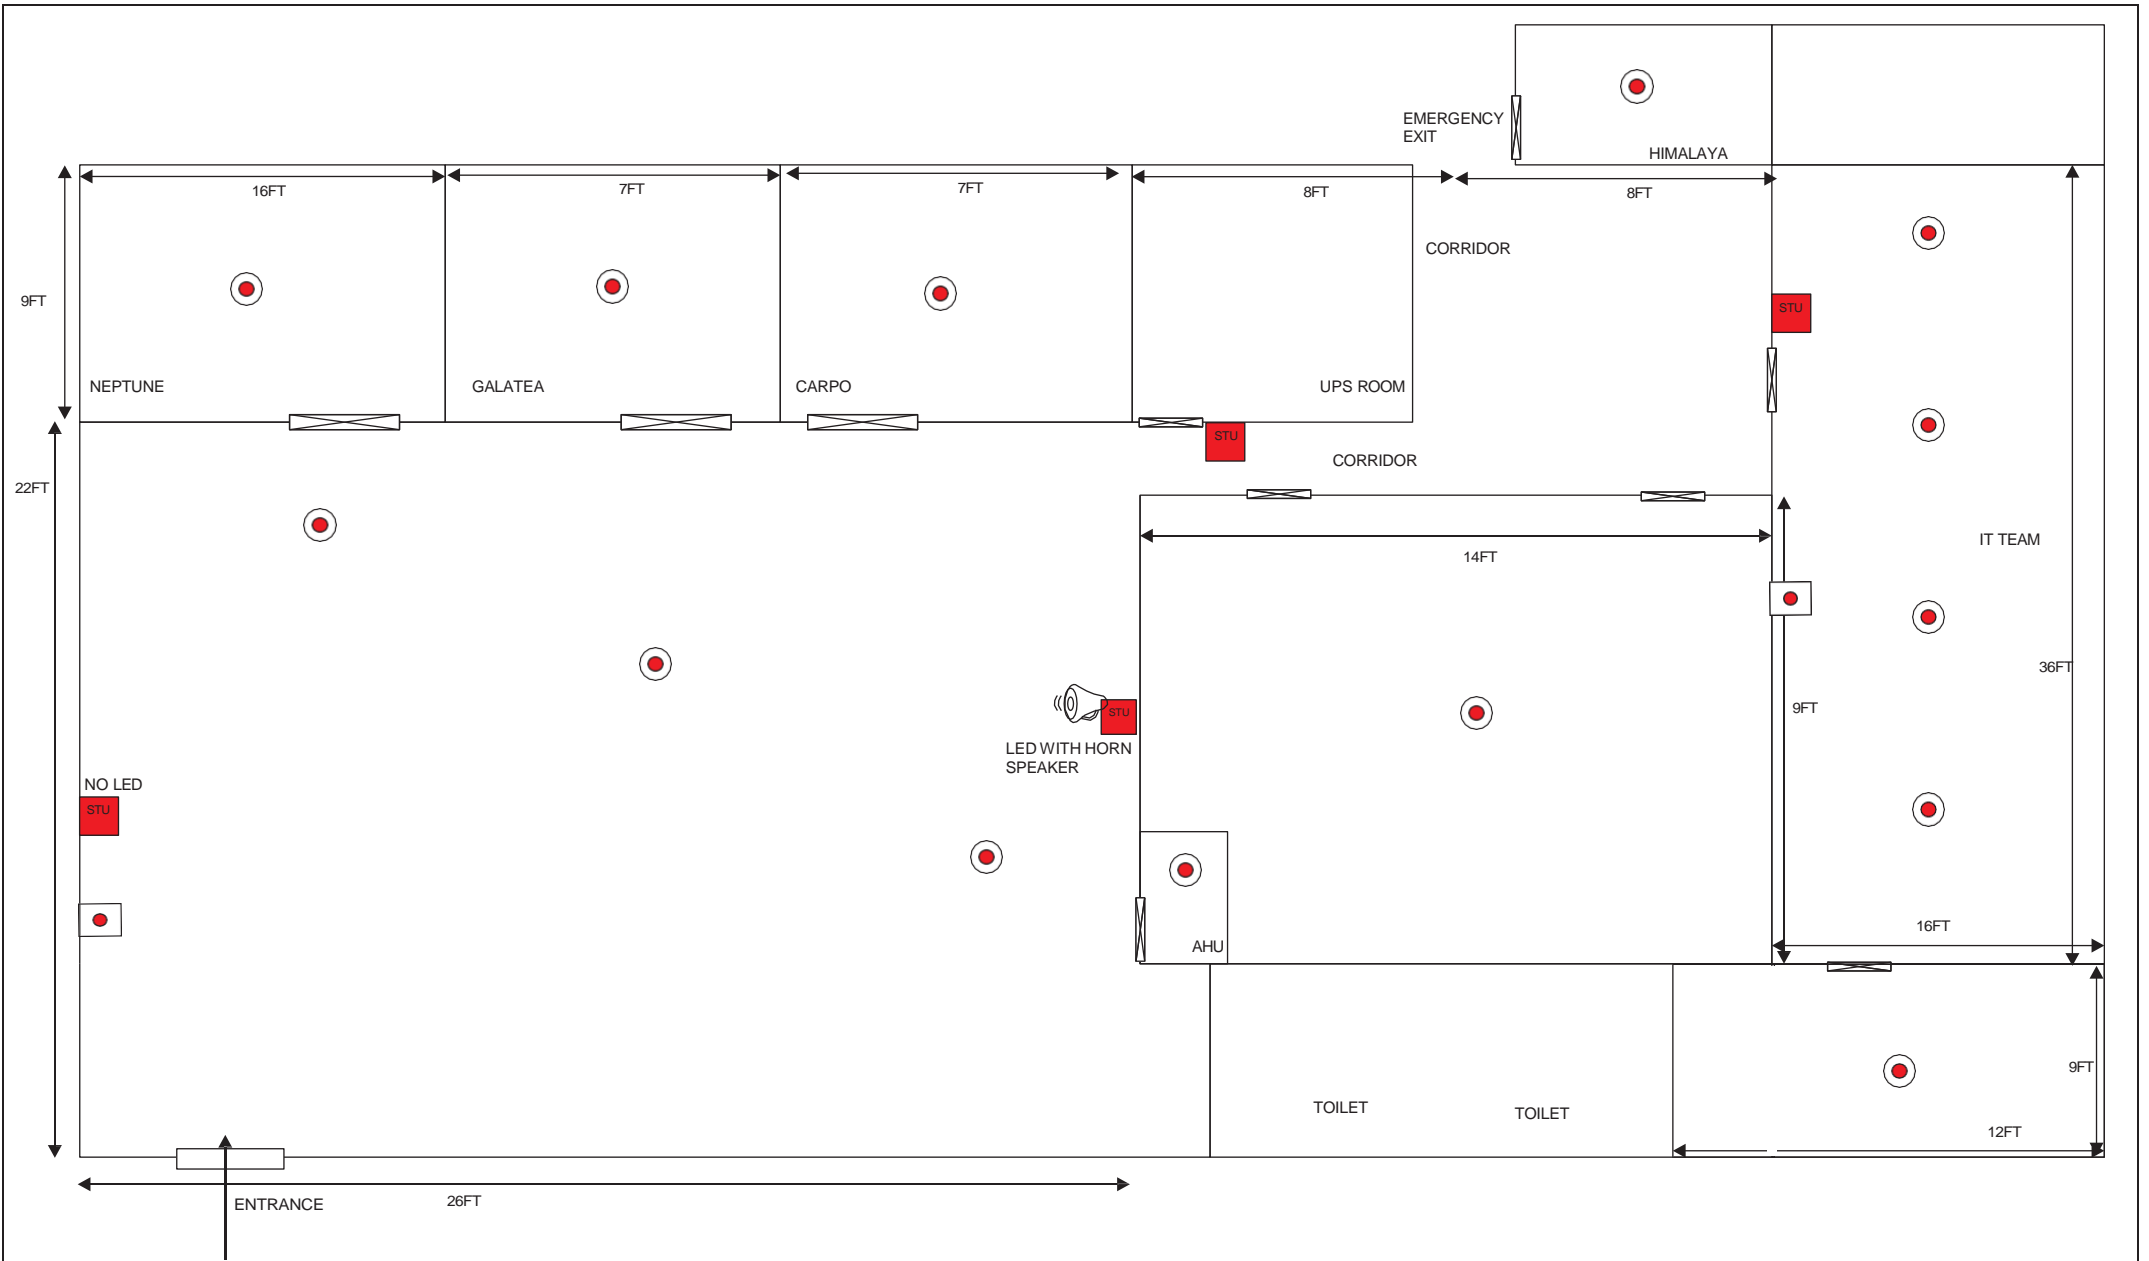 EMERGENCY
EXIT
HIMALAYA
16FT
7FT
7FT
8FT
8FT
CORRIDOR
9FT
STU
NEPTUNE
GALATEA
CARPO
UPS ROOM
STU
CORRIDOR
22FT
IT TEAM
14FT
36FT
9FT
STU
LED WITH HORN
SPEAKER
NO LED
STU
16FT
AHU
9FT
TOILET
TOILET
12FT
ENTRANCE
26FT